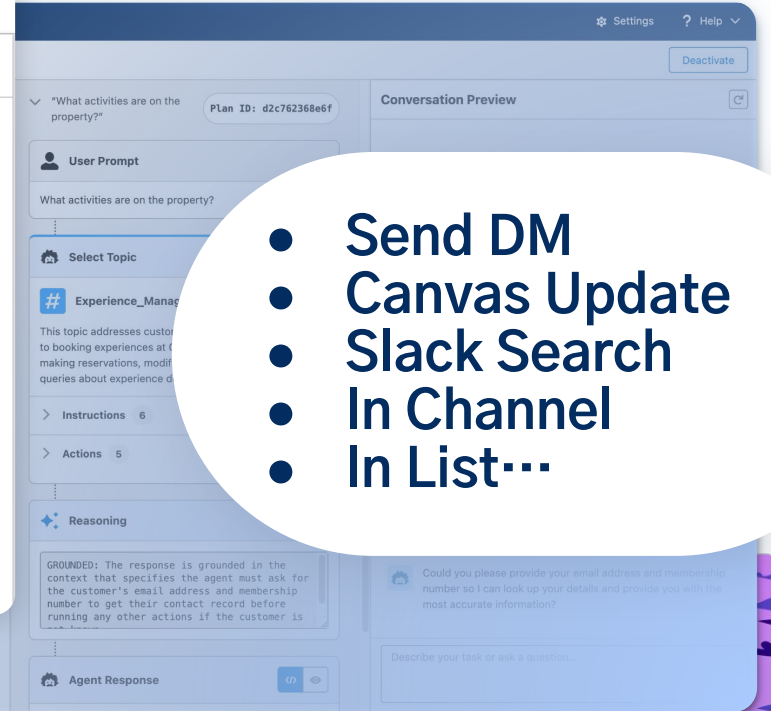 Settings
? Help
Deactivate
"What activities are on the
property?"
Plan ID: d2c762368e6f
Conversation Preview
User Prompt
What activities are on the property?
Select Topic
# Experience_Manag
This topic addresses custo
to booking experiences at
making reservations, modif
queries about experience d
Instructions 6
Actions 5
Reasoning
GROUNDED: The response is grounded in the
context that specifies the agent must ask for
the customer's email address and membership
number to get their contact record before
running any other actions if the customer is
Agent Response
</>
● Send DM
● Canvas Update
● Slack Search
● In Channel
● In List…
Could you please provide your email address and membership
number so I can look up your details and provide you with the
most accurate information?
Describe your task or ask a question...